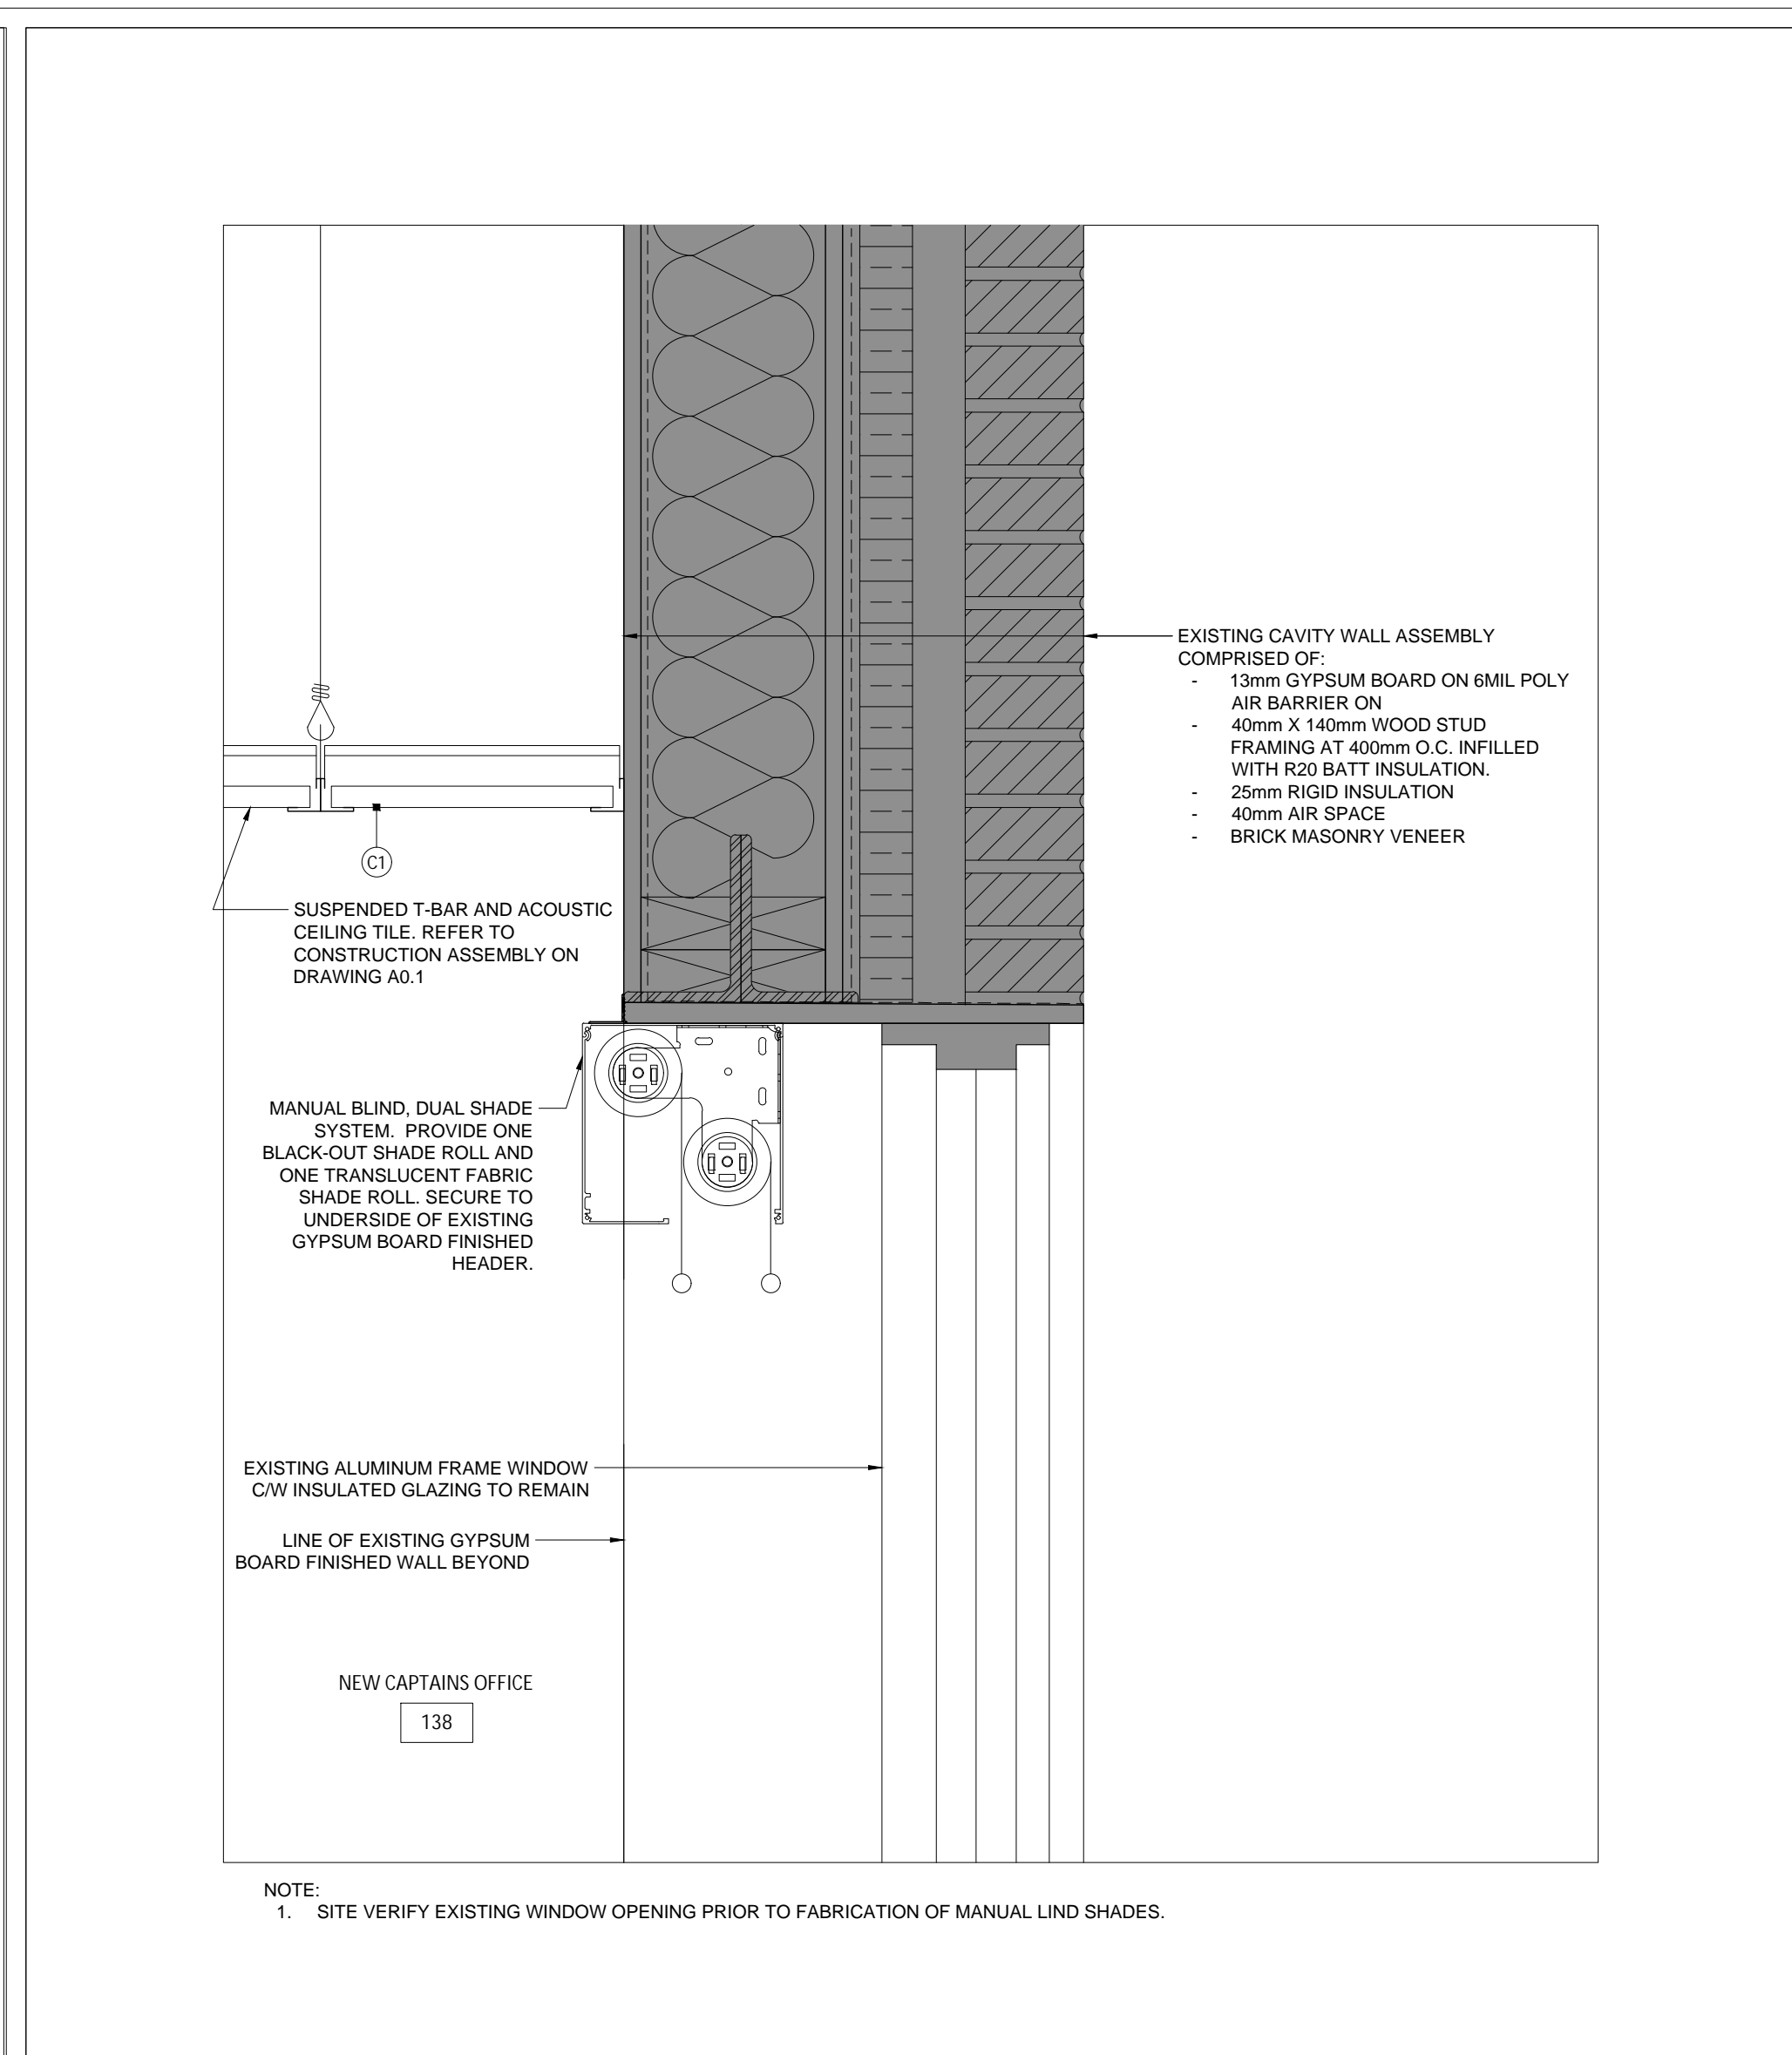 EXISTING CAVITY WALL ASSEMBLY
COMPRISED OF:
- 13mm GYPSUM BOARD ON 6MIL POLY
AIR BARRIER ON
- 40mm X 140mm WOOD STUD
FRAMING AT 400mm O.C. INFILLED
WITH R20 BATT INSULATION.
- 25mm RIGID INSULATION
- 40mm AIR SPACE
- BRICK MASONRY VENEER
C1
SUSPENDED T-BAR AND ACOUSTIC
CEILING TILE. REFER TO
CONSTRUCTION ASSEMBLY ON
DRAWING A0.1
MANUAL BLIND, DUAL SHADE
SYSTEM. PROVIDE ONE
BLACK-OUT SHADE ROLL AND
ONE TRANSLUCENT FABRIC
SHADE ROLL. SECURE TO
UNDERSIDE OF EXISTING
GYPSUM BOARD FINISHED
HEADER.
EXISTING ALUMINUM FRAME WINDOW
C/W INSULATED GLAZING TO REMAIN
LINE OF EXISTING GYPSUM
BOARD FINISHED WALL BEYOND
NEW CAPTAINS OFFICE
138
NOTE:
1. SITE VERIFY EXISTING WINDOW OPENING PRIOR TO FABRICATION OF MANUAL LIND SHADES.